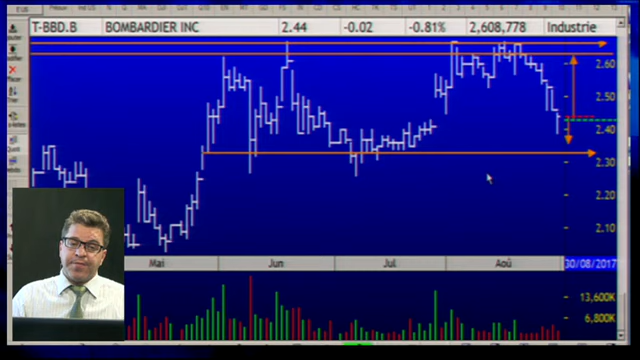 T-BBD.B BOMBARDIER INC 2.44 -0.02 -0.81% 2,608,778 Industrie
2.60
2.50
2.40
2.30
2.20
2.10
Mai Jun Jul Aoû 30/08/2017
13,600K
6,800K